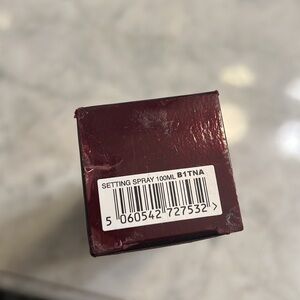 SETTING SPRAY 100ML B1TNA
5 060542 727532 >